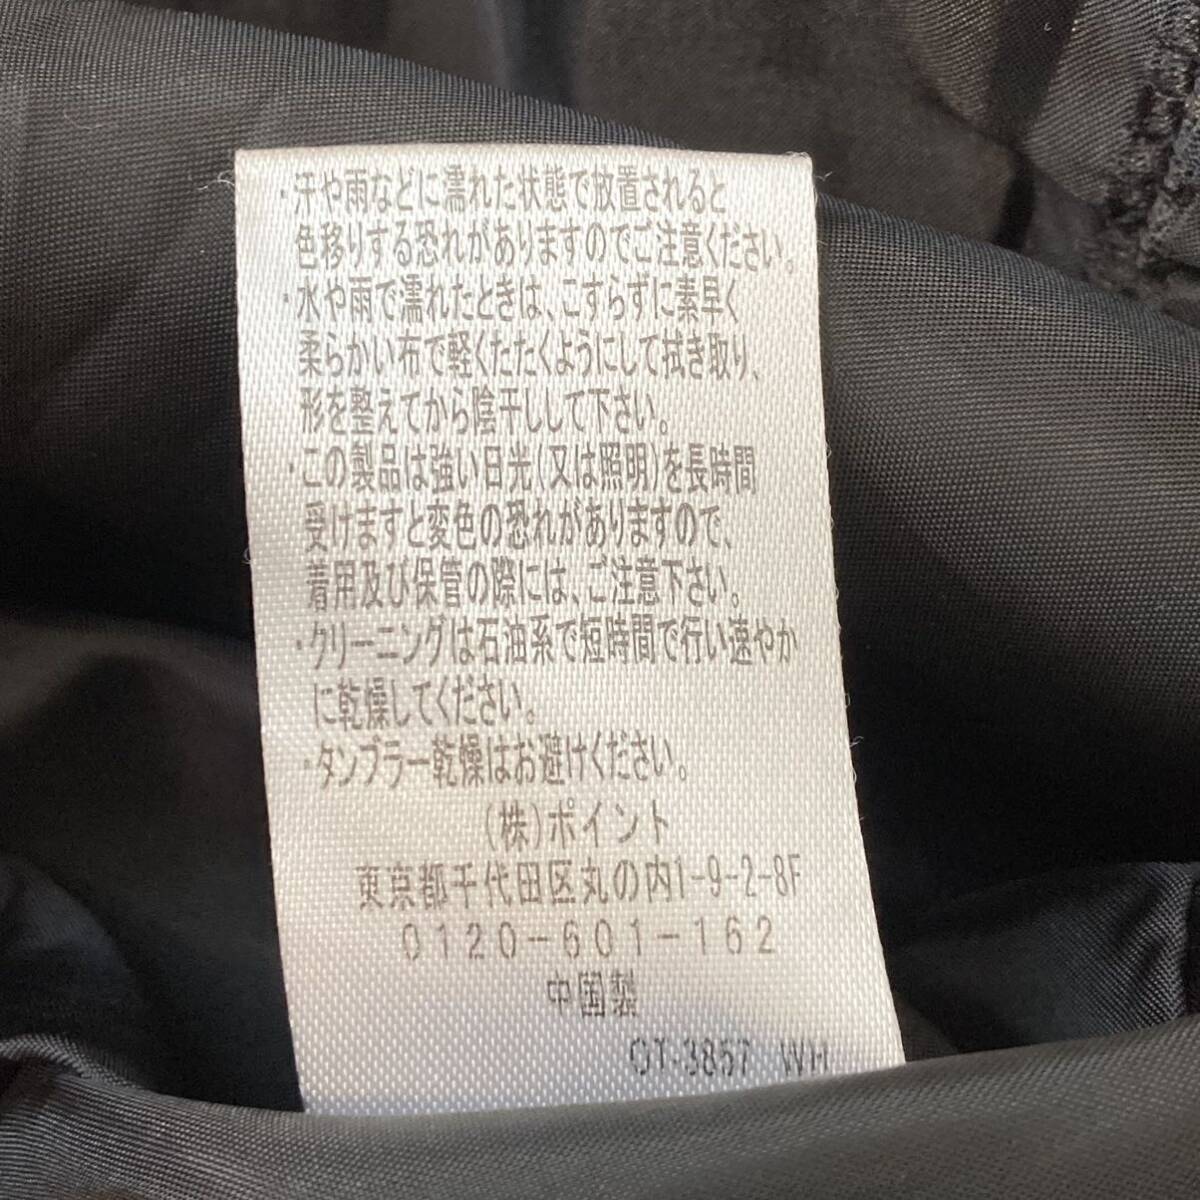 ・汗や雨などに濡れた状態で放置されると
色移りする恐れがありますのでご注意ください。
・水や雨で濡れたときは、こすらずに素早く
柔らかい布で軽くたたくようにして拭き取り、
形を整えてから陰干しして下さい。
・この製品は強い日光(又は照明)を長時間
受けますと変色の恐れがありますので、
着用及び保管の際には、ご注意下さい。
・クリーニングは石油系で短時間で行い速やか
に乾燥してください。
・タンブラー乾燥はお避けください。
(株)ポイント
東京都千代田区丸の内1-9-2-8F
0120-601-162
中国製
OT-3857 WH